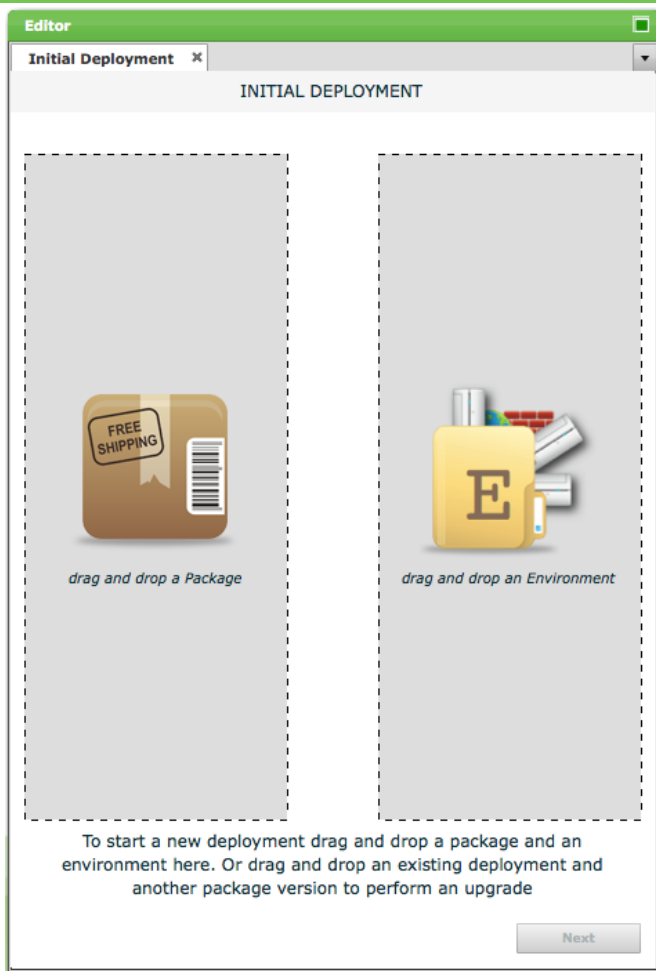 Editor
Initial Deployment
INITIAL DEPLOYMENT
FREE
SHIPPING
E
drag and drop a Package
drag and drop an Environment
To start a new deployment drag and drop a package and an
environment here. Or drag and drop an existing deployment and
another package version to perform an upgrade
Next